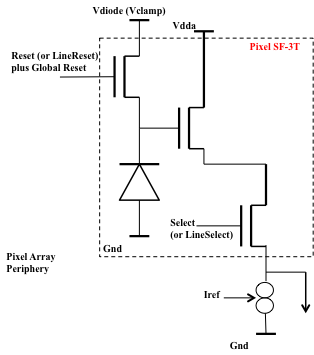 Vdiode (Vclamp)
Vdda
Pixel SF-3T
Reset (or LineReset)
plus Global Reset
Select
(or LineSelect)
Gnd
Pixel Array
Periphery
Iref
Gnd